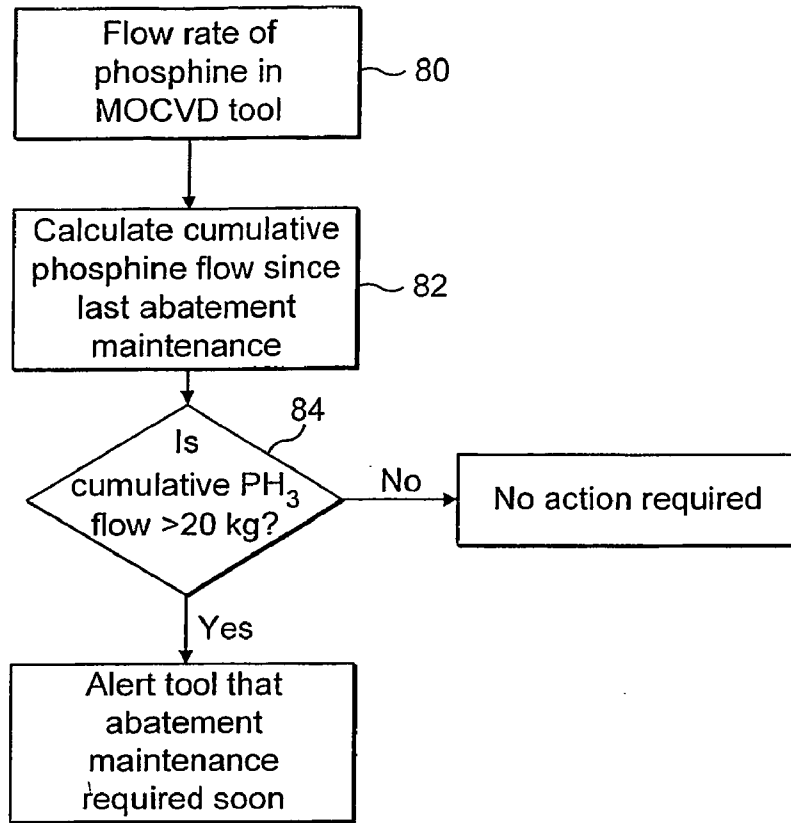 Flow rate of
phosphine in
MOCVD tool
80
Calculate cumulative
phosphine flow since
last abatement
maintenance
82
84
Is
cumulative PH3
flow >20 kg?
No
No action required
Yes
Alert tool that
abatement
maintenance
required soon